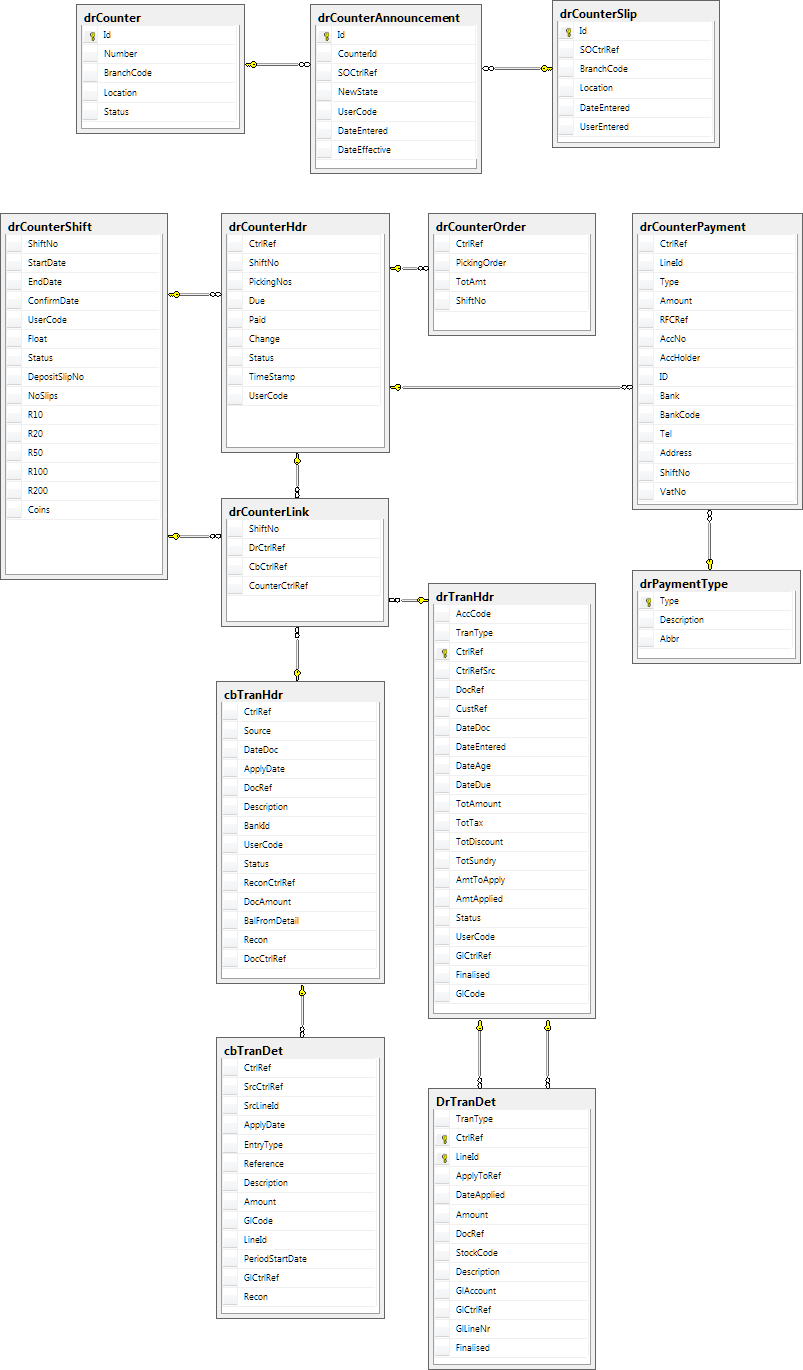 drCounter
Id
Number
BranchCode
Location
Status
drCounterAnnouncement
Id
CounterId
SOCtrlRef
NewState
UserCode
DateEntered
DateEffective
drCounterSlip
Id
SOCtrlRef
BranchCode
Location
DateEntered
UserEntered
drCounterShift
ShiftNo
StartDate
EndDate
ConfirmDate
UserCode
Float
Status
DepositSlipNo
NoSlips
R10
R20
R50
R100
R200
Coins
drCounterHdr
CtrlRef
ShiftNo
PickingNos
Due
Paid
Change
Status
TimeStamp
UserCode
drCounterOrder
CtrlRef
PickingOrder
TotAmt
ShiftNo
drCounterPayment
CtrlRef
LineId
Type
Amount
RFCRef
AccNo
AccHolder
ID
Bank
BankCode
Tel
Address
ShiftNo
VatNo
drCounterLink
ShiftNo
DrCtrlRef
CbCtrlRef
CounterCtrlRef
drPaymentType
Type
Description
Abbr
drTranHdr
AccCode
TranType
CtrlRef
CtrlRefSrc
DocRef
CustRef
DateDoc
DateEntered
DateAge
DateDue
TotAmount
TotTax
TotDiscount
TotSundry
AmtToApply
AmtApplied
Status
UserCode
GlCtrlRef
Finalised
GlCode
cbTranHdr
CtrlRef
Source
DateDoc
ApplyDate
DocRef
Description
BankId
UserCode
Status
ReconCtrlRef
DocAmount
BalFromDetail
Recon
DocCtrlRef
cbTranDet
CtrlRef
SrcCtrlRef
SrcLineId
ApplyDate
EntryType
Reference
Description
Amount
GlCode
LineId
PeriodStartDate
GlCtrlRef
Recon
DrTranDet
TranType
CtrlRef
LineId
ApplyToRef
DateApplied
Amount
DocRef
StockCode
Description
GlAccount
GlCtrlRef
GlLineNr
Finalised